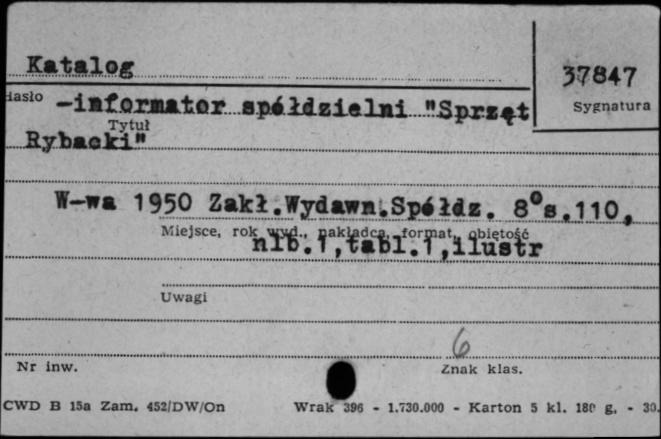 Katalog
37847
Hasło
Sygnatura
-informator spółdzielni "Sprzęt
Tytuł
Rybacki"
W-wa 1950 Zakł.Wydawn.Spółdz. 8° s.110,
Miejsce, rok wyd., nakładca, format, objętość
nlb.1,tabl.1,ilustr
Uwagi
6
Nr inw.
Znak klas.
CWD B 15a Zam. 452/DW/On
Wrak 396 - 1.730.000 - Karton 5 kl. 180 g. - 30.